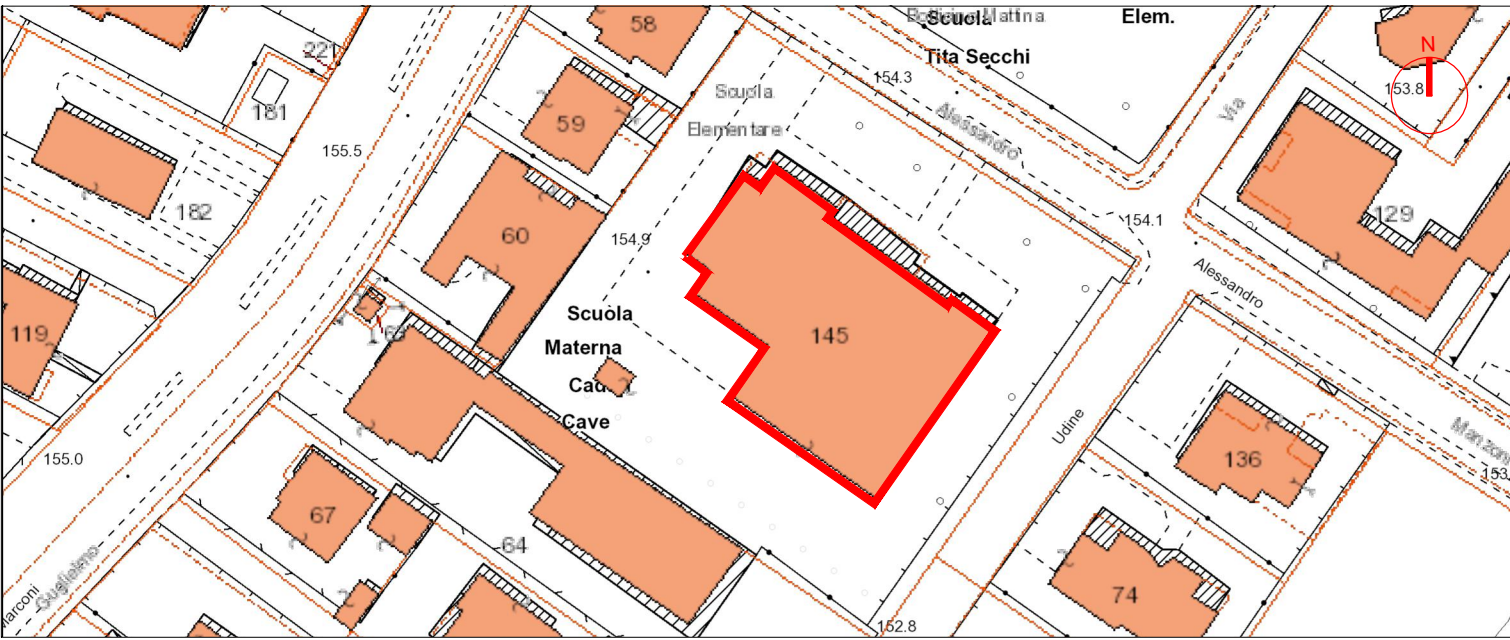 58
Scuola
Elem.
Tita Secchi
N
154.3
153.8
221
181
Scuola
Elementare
Alessandro
Via
59
155.5
182
60
154.9
154.1
129
Alessandro
119
63
Scuola
Materna
Cave
145
Udine
136
Manzoni
155.0
153.
67
64
74
Guglielmo
Marconi
152.8